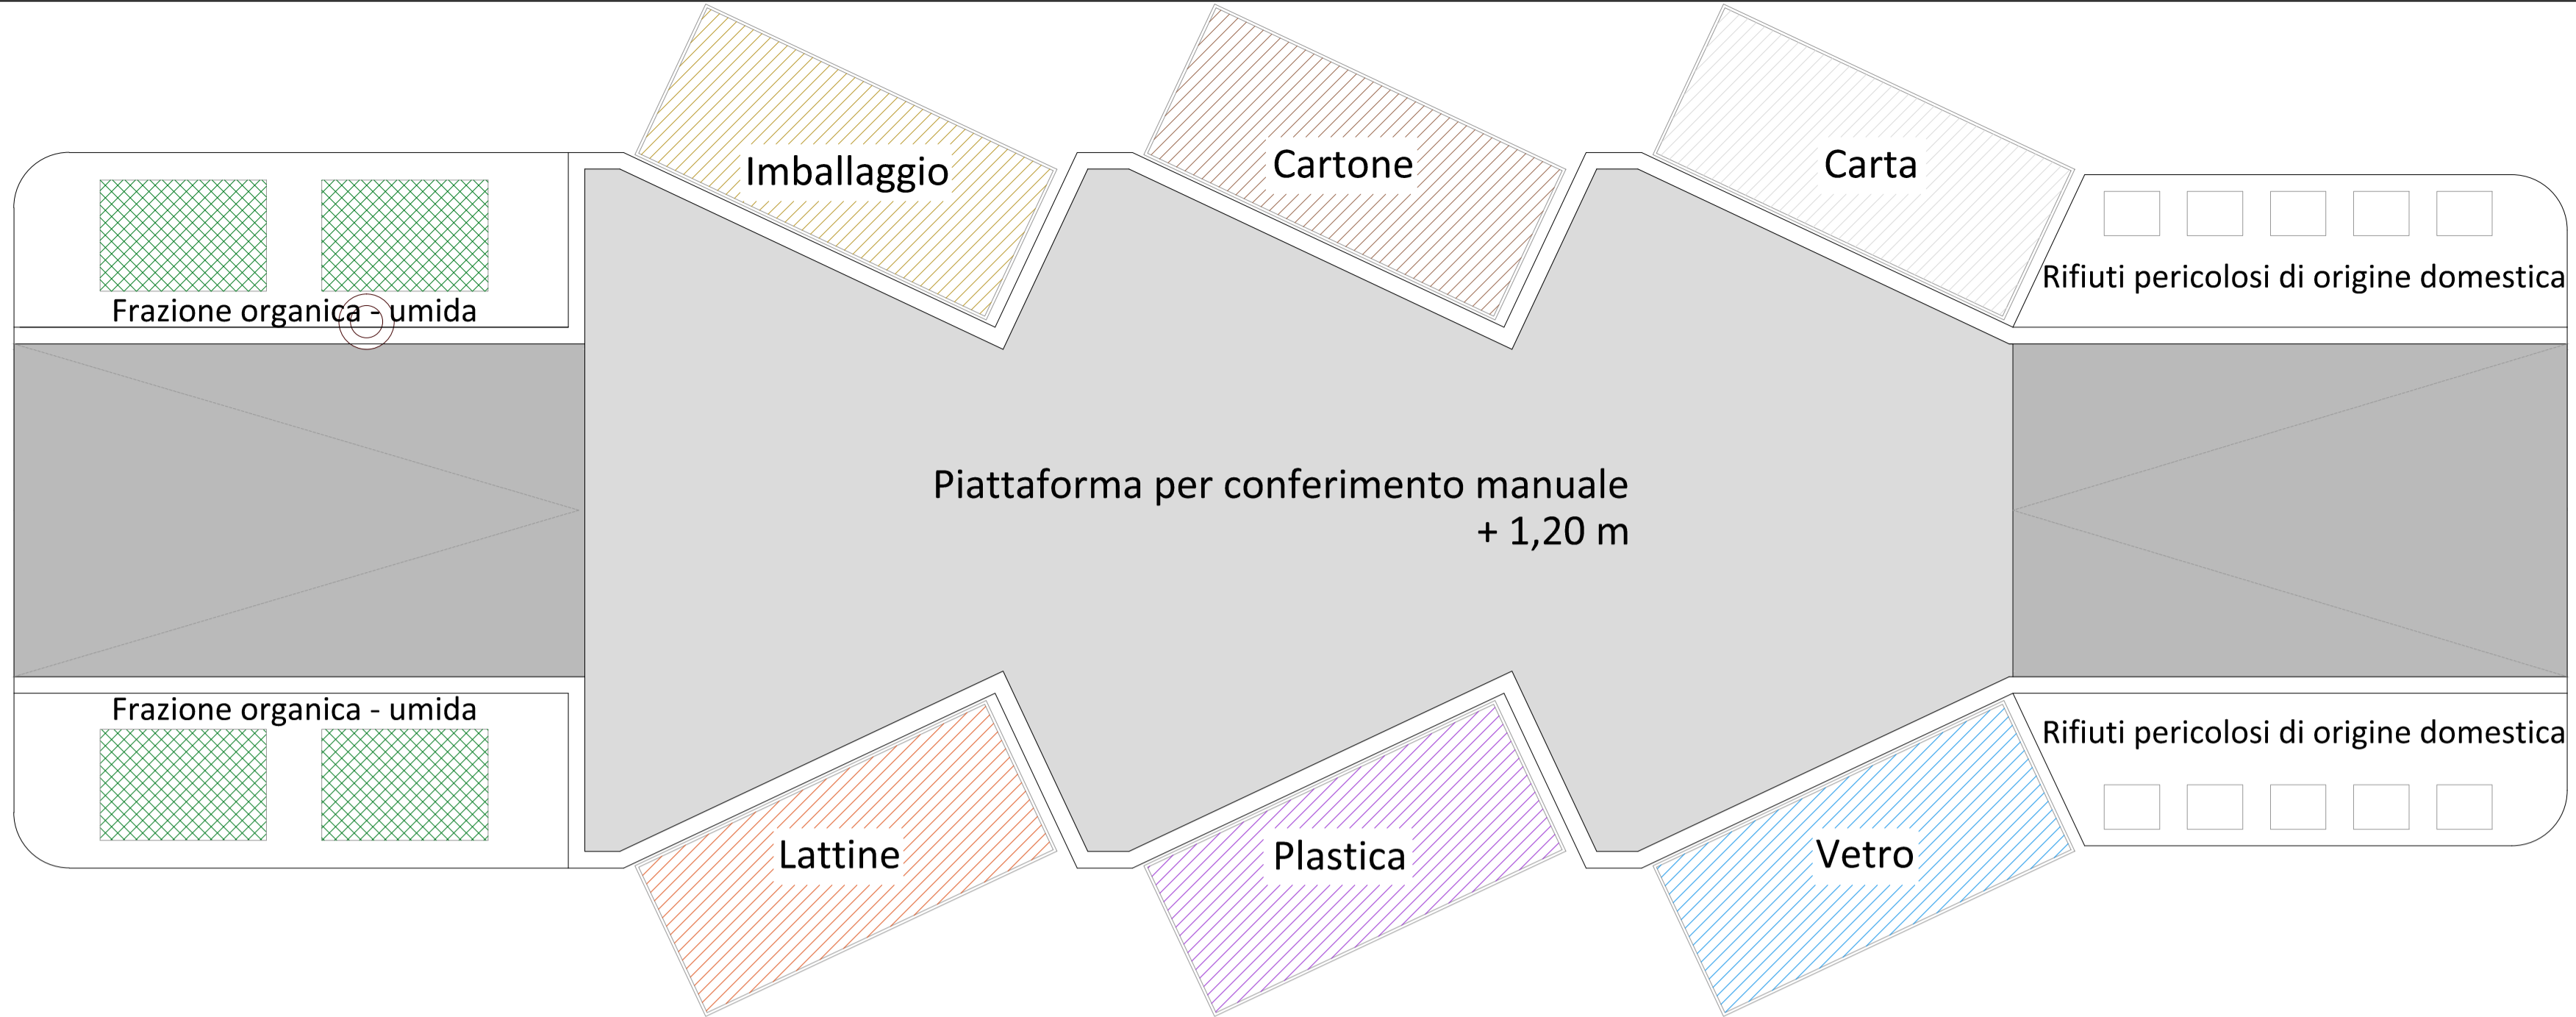 Imballaggio
Cartone
Carta
Frazione organica - umida
Rifiuti pericolosi di origine domestica
Piattaforma per conferimento manuale
+ 1,20 m
Frazione organica - umida
Rifiuti pericolosi di origine domestica
Lattine
Plastica
Vetro